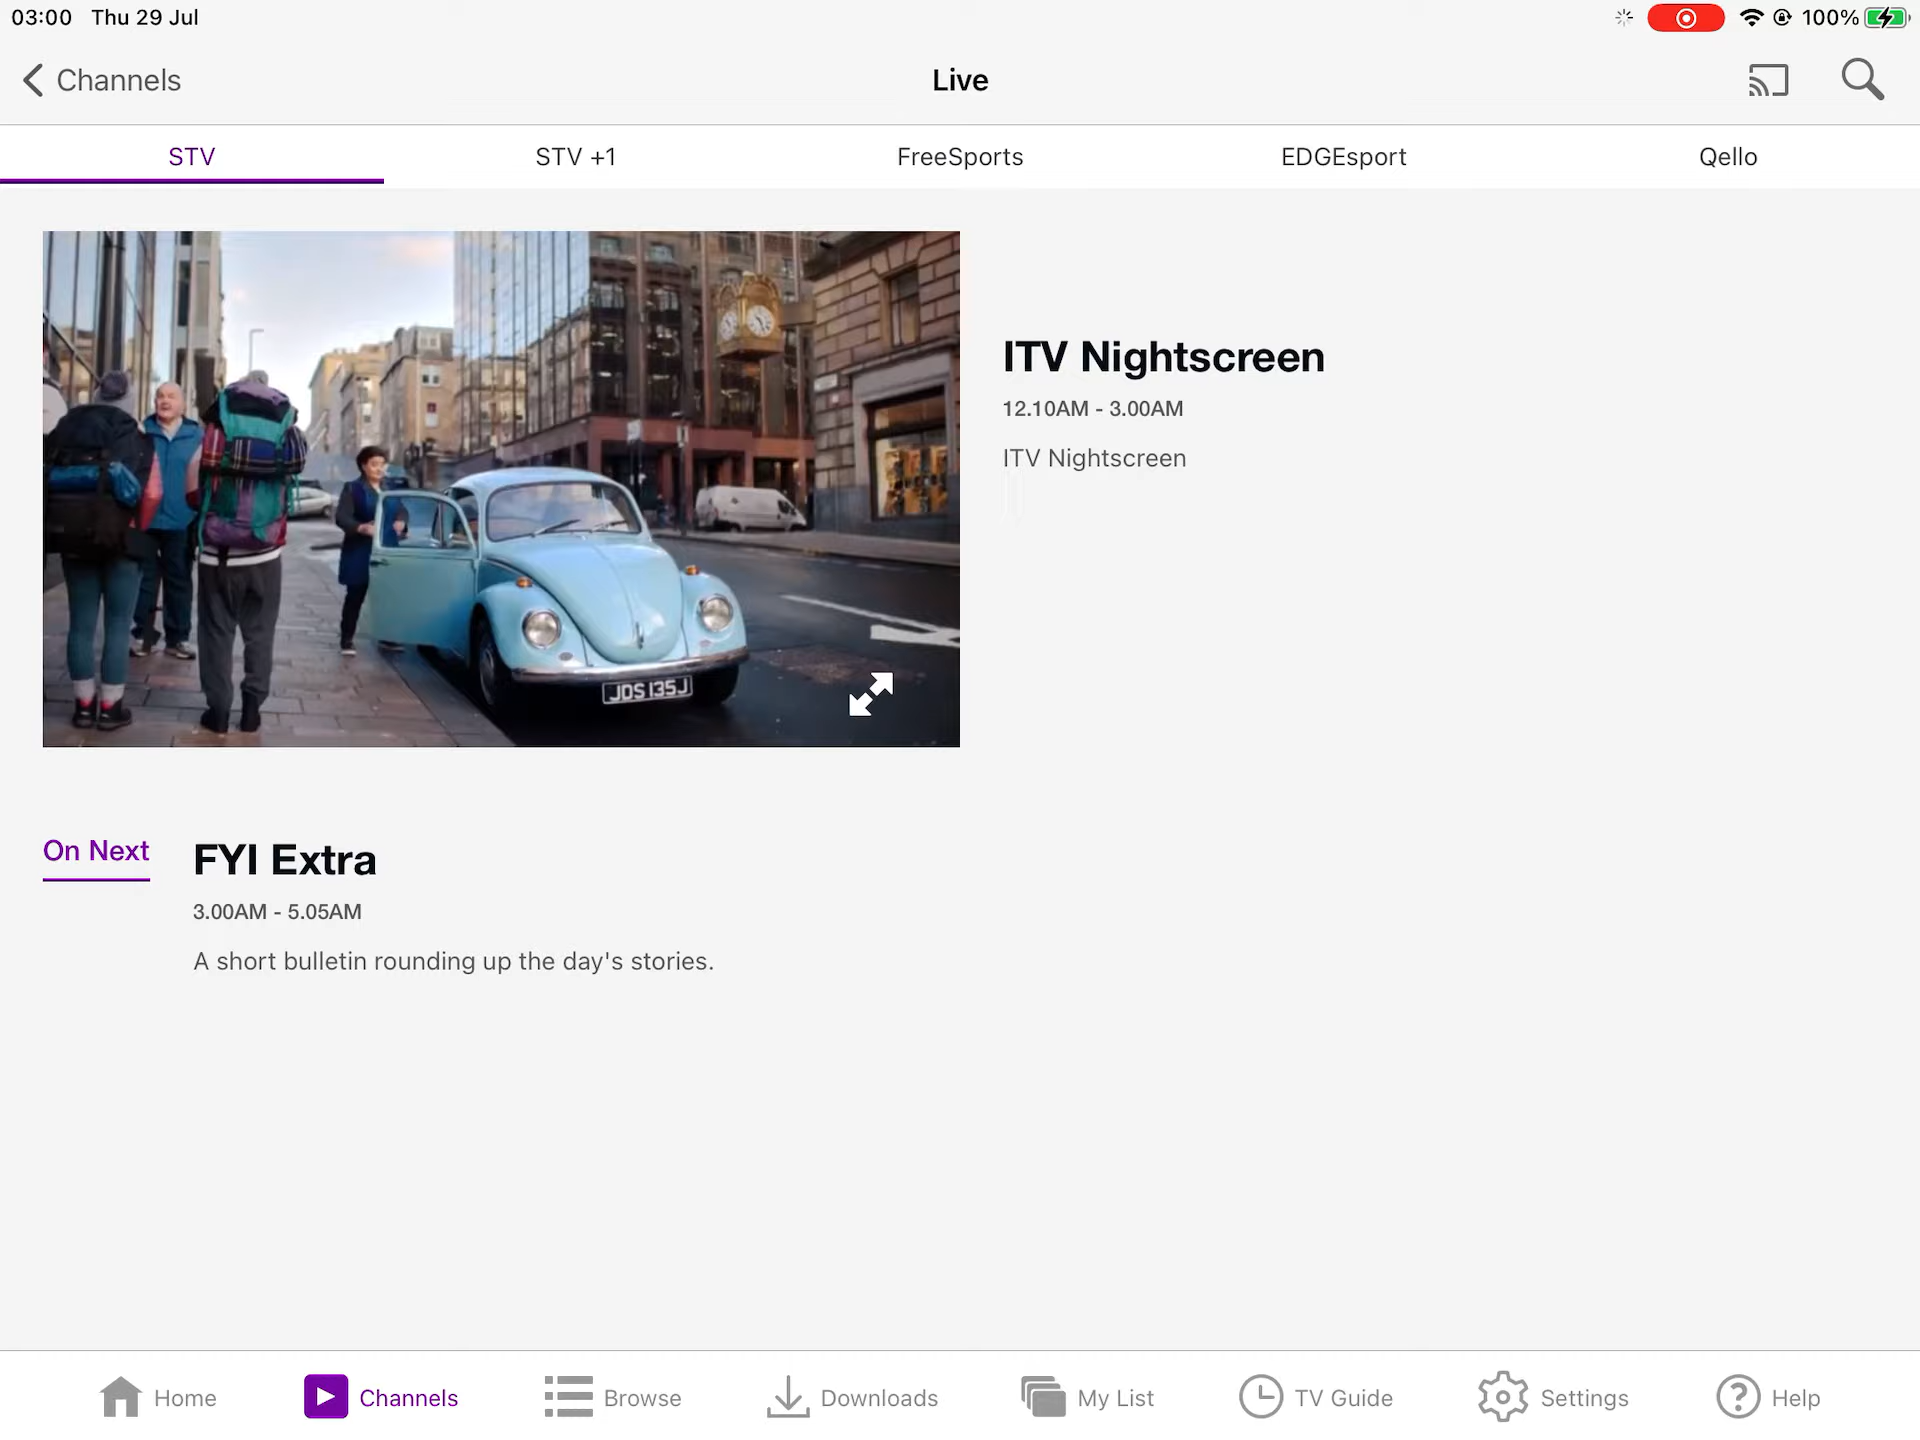 03:00 Thu 29 Jul 100%
Channels Live
STV STV +1 FreeSports EDGEsport Qello
ITV Nightscreen
12.10AM - 3.00AM
ITV Nightscreen
JDS 135J
On Next FYI Extra
3.00AM - 5.05AM
A short bulletin rounding up the day's stories.
Home Channels Browse Downloads My List TV Guide Settings Help